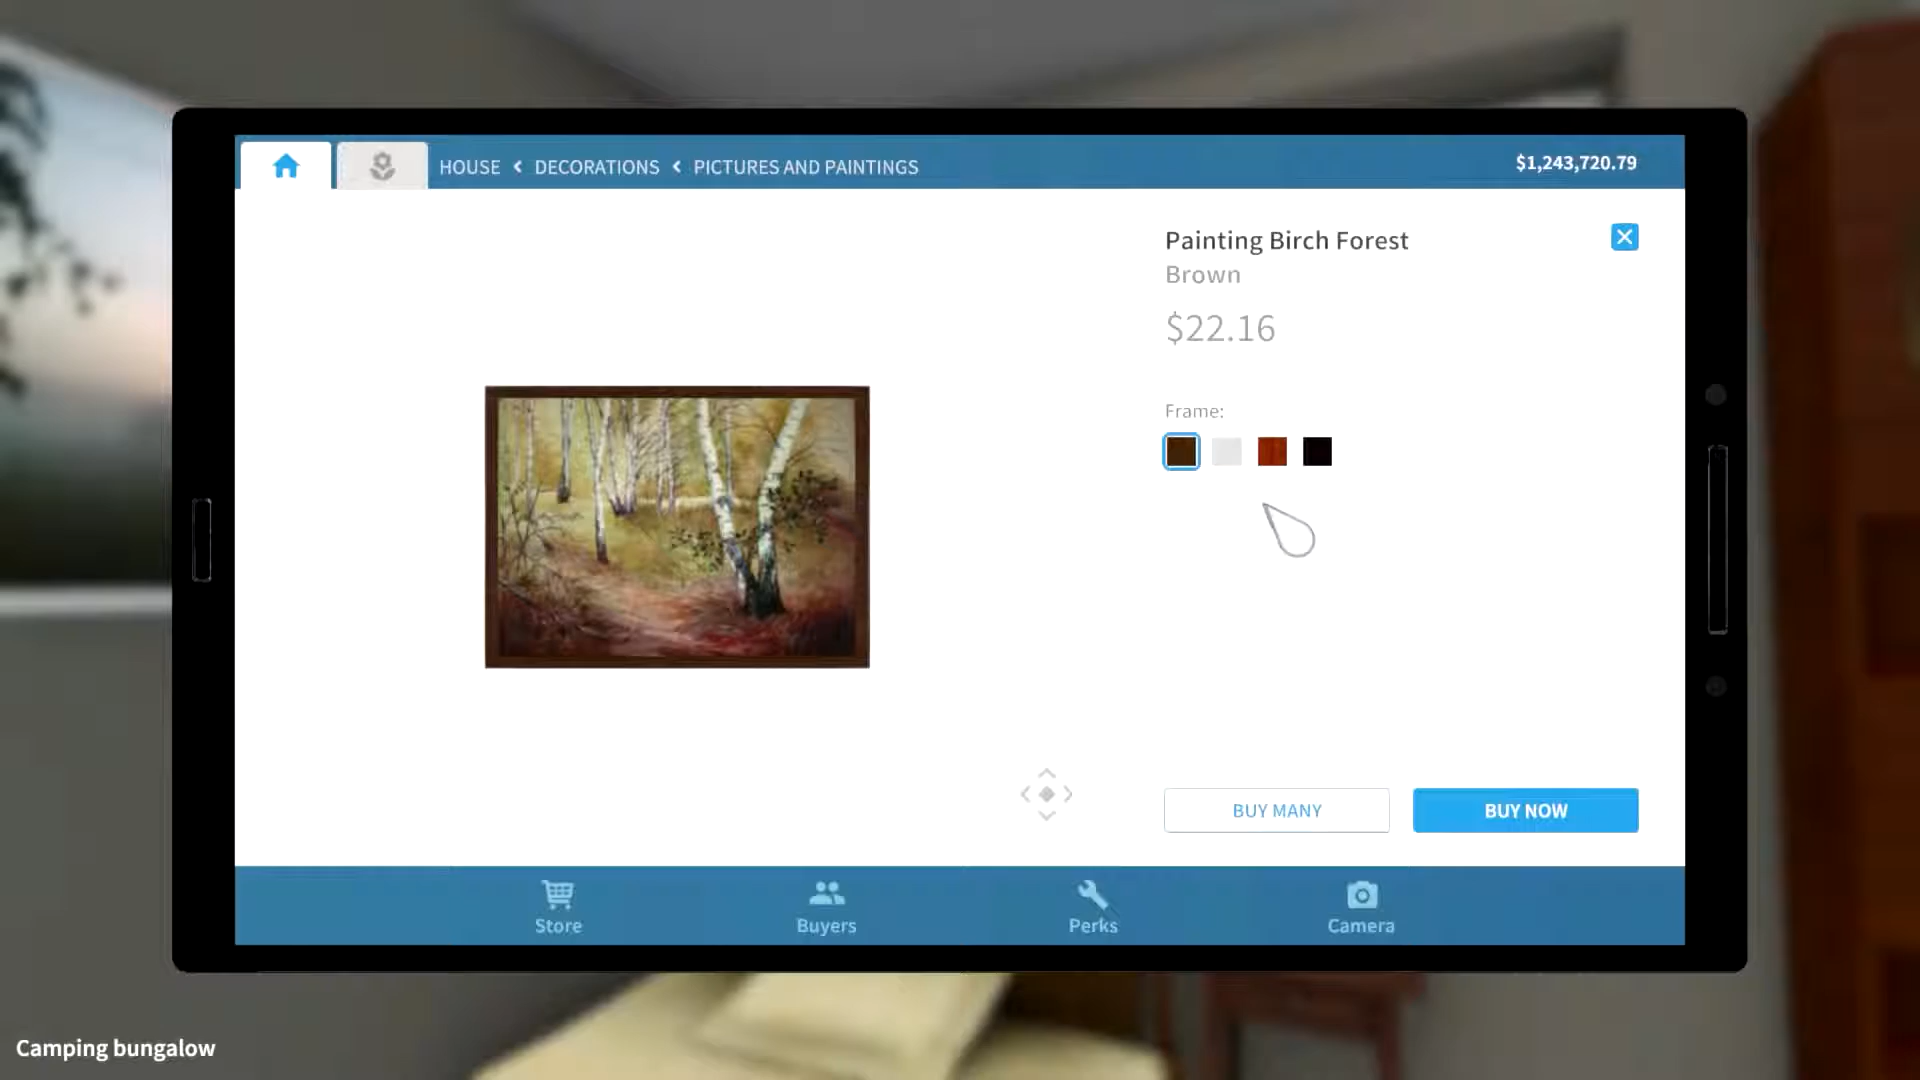 HOUSE < DECORATIONS < PICTURES AND PAINTINGS
$1,243,720.79
Painting Birch Forest
Brown
$22.16
Frame:
BUY MANY
BUY NOW
Store
Buyers
Perks
Camera
Camping bungalow